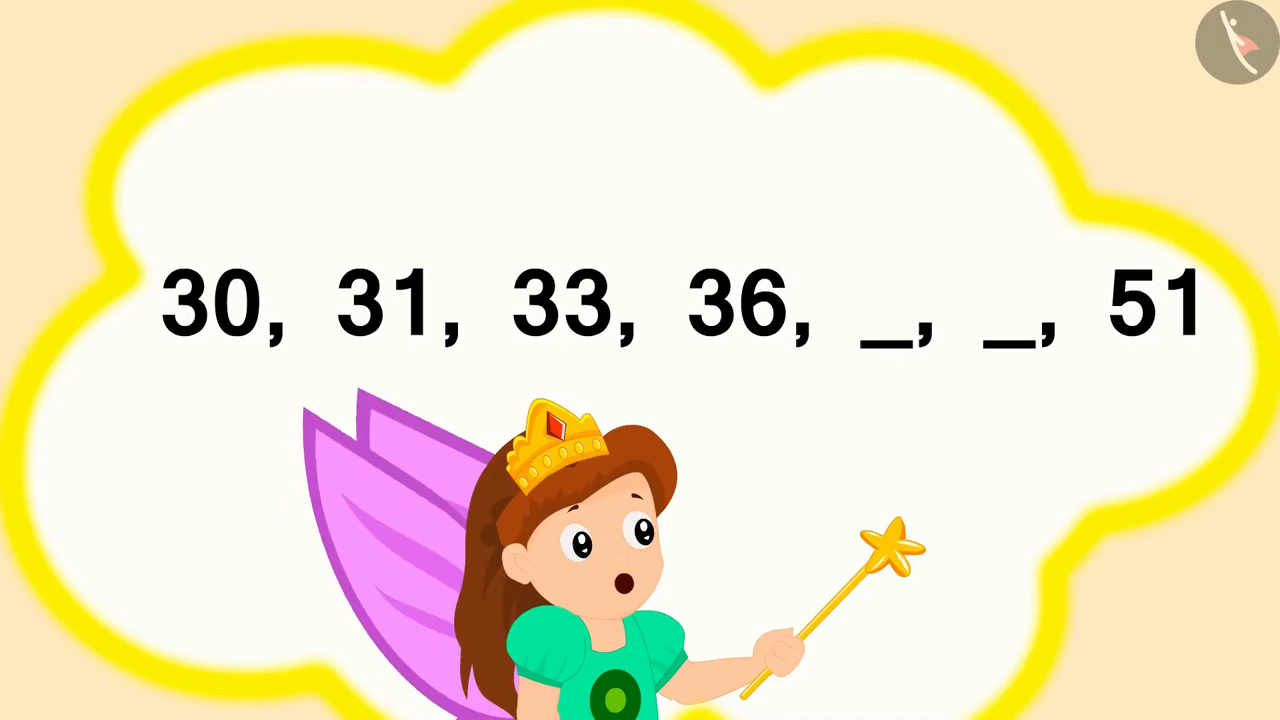 30, 31, 33, 36, _, _, 51